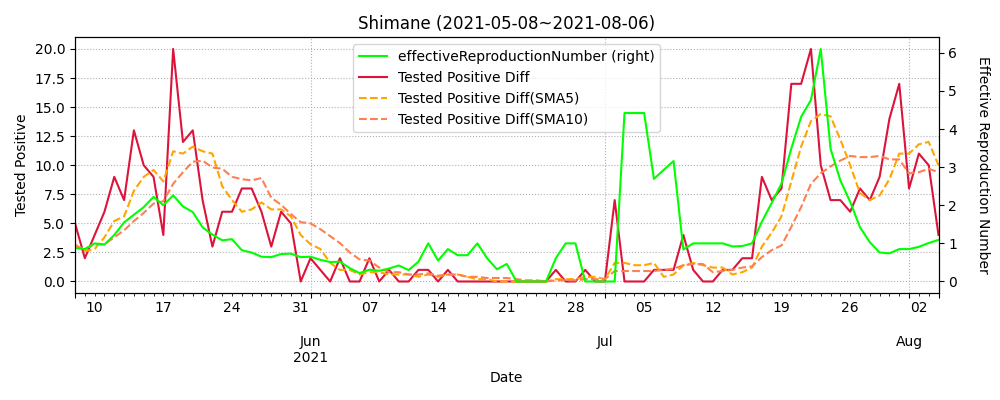 Shimane (2021-05-08~2021-08-06)
effectiveReproductionNumber (right)
Tested Positive Diff
Tested Positive Diff(SMA5)
Tested Positive Diff(SMA10)
Tested Positive
20.0
17.5
15.0
12.5
10.0
7.5
5.0
2.5
0.0
Effective Reproduction Number
6
5
4
3
2
1
0
10 17 24 31 07 14 21 28 05 12 19 26 02
Jun Jul Aug
2021
Date